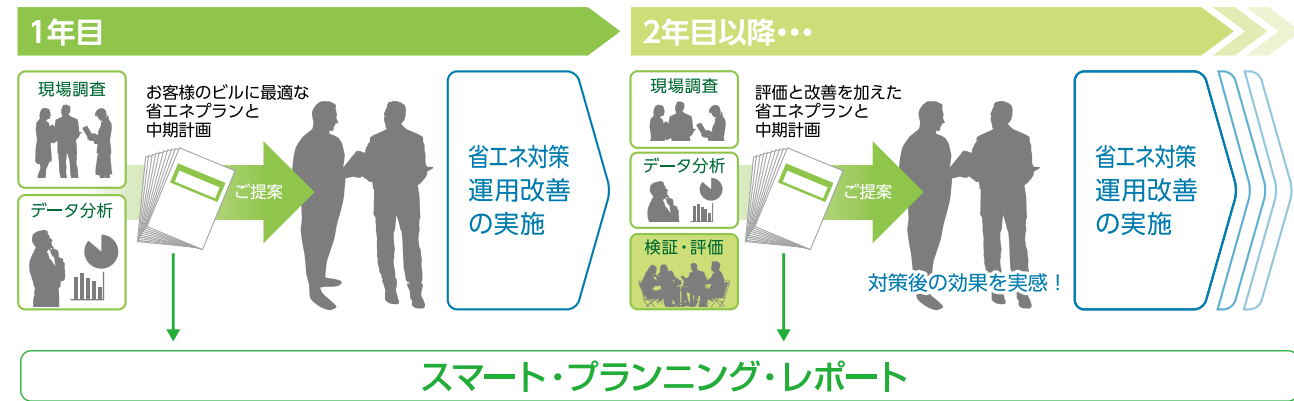 1年目
現場調査
データ分析
お客様のビルに最適な
省エネプランと
中期計画
ご提案
省エネ対策
運用改善
の実施
2年目以降・・・
現場調査
データ分析
検証・評価
評価と改善を加えた
省エネプランと
中期計画
ご提案
対策後の効果を実感！
省エネ対策
運用改善
の実施
スマート・プランニング・レポート